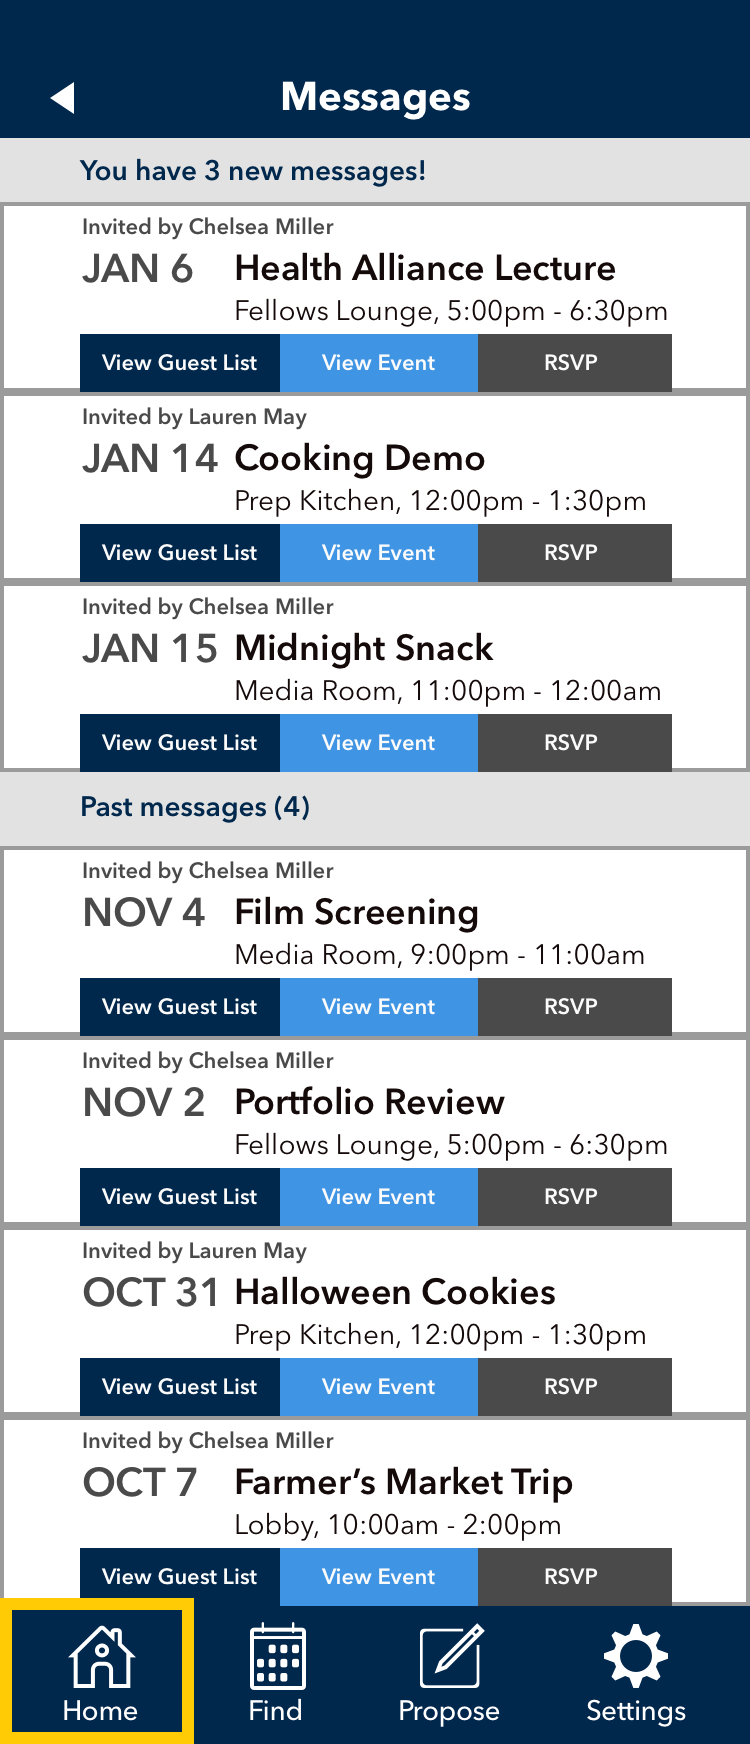 Messages
You have 3 new messages!
Invited by Chelsea Miller
JAN 6 Health Alliance Lecture
Fellows Lounge, 5:00pm - 6:30pm
View Guest List View Event RSVP
Invited by Lauren May
JAN 14 Cooking Demo
Prep Kitchen, 12:00pm - 1:30pm
View Guest List View Event RSVP
Invited by Chelsea Miller
JAN 15 Midnight Snack
Media Room, 11:00pm - 12:00am
View Guest List View Event RSVP
Past messages (4)
Invited by Chelsea Miller
NOV 4 Film Screening
Media Room, 9:00pm - 11:00am
View Guest List View Event RSVP
Invited by Chelsea Miller
NOV 2 Portfolio Review
Fellows Lounge, 5:00pm - 6:30pm
View Guest List View Event RSVP
Invited by Lauren May
OCT 31 Halloween Cookies
Prep Kitchen, 12:00pm - 1:30pm
View Guest List View Event RSVP
Invited by Chelsea Miller
OCT 7 Farmer’s Market Trip
Lobby, 10:00am - 2:00pm
View Guest List View Event RSVP
Home Find Propose Settings